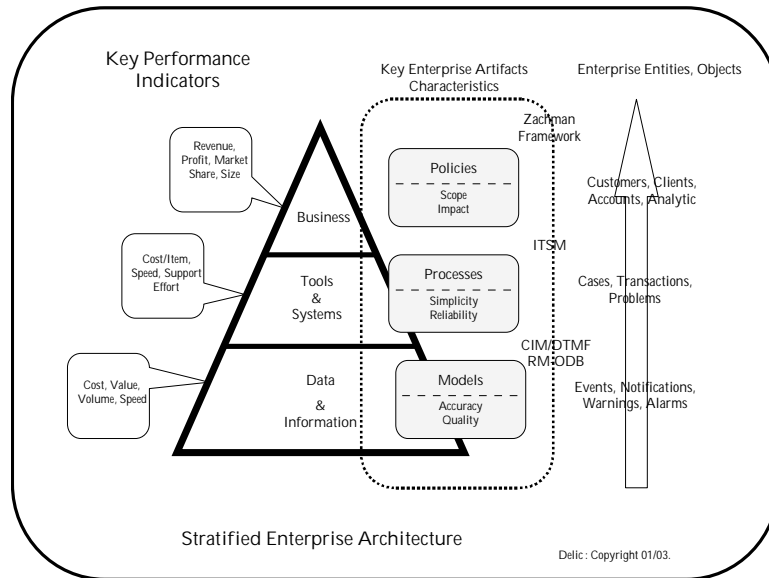 Key Performance
Indicators
Key Enterprise Artifacts
Characteristics
Enterprise Entities, Objects
Zachman
Framework
Revenue,
Profit, Market
Share, Size
Policies
Scope
Impact
Customers, Clients,
Accounts, Analytic
Business
ITSM
Cost/Item,
Speed, Support
Effort
Tools
&
Systems
Processes
Simplicity
Reliability
Cases, Transactions,
Problems
CIM/DTMF
RM-ODB
Cost, Value,
Volume, Speed
Data
&
Information
Models
Accuracy
Quality
Events, Notifications,
Warnings, Alarms
Stratified Enterprise Architecture
Delic : Copyright 01/03.